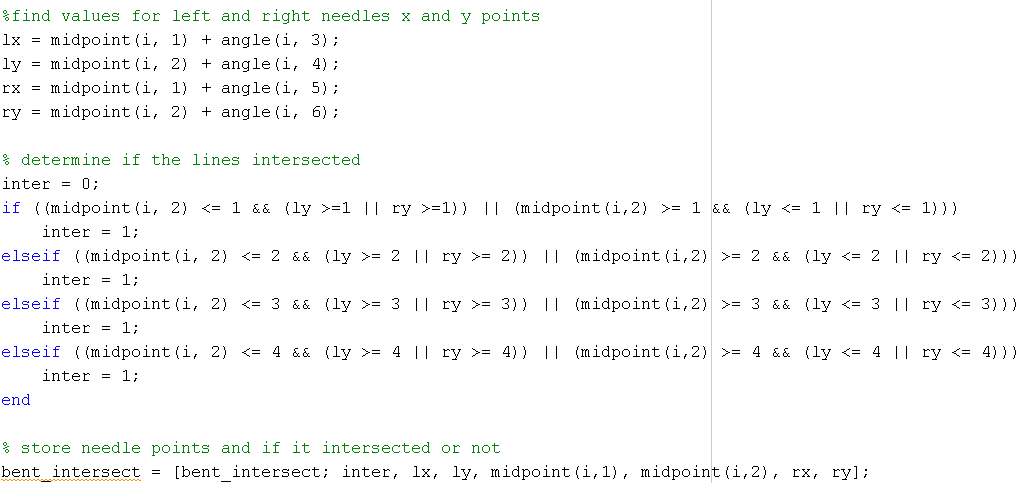 %find values for left and right needles x and y points
lx = midpoint(i, 1) + angle(i, 3);
ly = midpoint(i, 2) + angle(i, 4);
rx = midpoint(i, 1) + angle(i, 5);
ry = midpoint(i, 2) + angle(i, 6);
% determine if the lines intersected
inter = 0;
if ((midpoint(i, 2) <= 1 && (ly >=1 || ry >=1)) || (midpoint(i,2) >= 1 && (ly <= 1 || ry <= 1)))
    inter = 1;
elseif ((midpoint(i, 2) <= 2 && (ly >= 2 || ry >= 2)) || (midpoint(i,2) >= 2 && (ly <= 2 || ry <= 2)))
    inter = 1;
elseif ((midpoint(i, 2) <= 3 && (ly >= 3 || ry >= 3)) || (midpoint(i,2) >= 3 && (ly <= 3 || ry <= 3)))
    inter = 1;
elseif ((midpoint(i, 2) <= 4 && (ly >= 4 || ry >= 4)) || (midpoint(i,2) >= 4 && (ly <= 4 || ry <= 4)))
    inter = 1;
end
% store needle points and if it intersected or not
bent_intersect = [bent_intersect; inter, lx, ly, midpoint(i,1), midpoint(i,2), rx, ry];